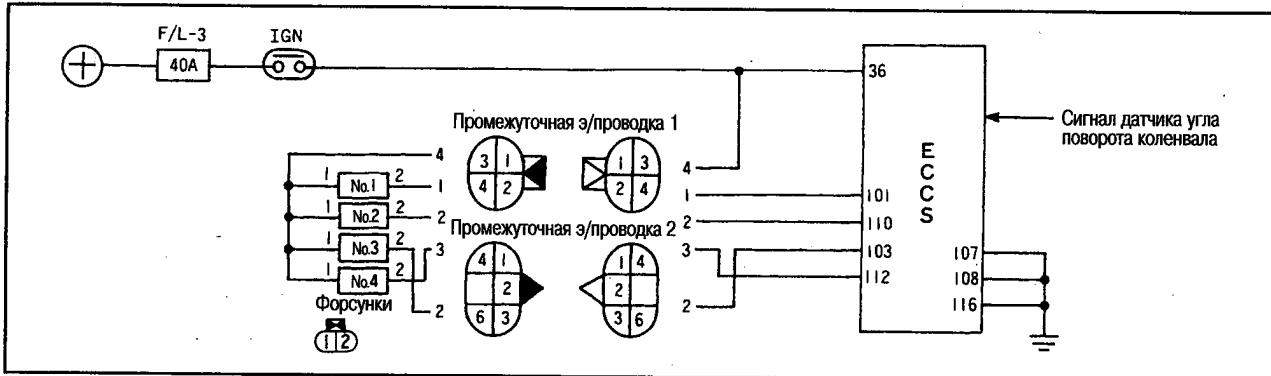 F/L-3 IGN
40A
36
Сигнал датчика угла
поворота коленвала
ECCS
Промежуточная э/проводка 1
4 3 1 1 3 4
1 No.1 2 1 4 2 2 4 1 101
1 No.2 2 2 2 110
Промежуточная э/проводка 2
1 No.3 2 3 4 1 1 4 3 103 107
1 No.4 2 2 2 112 108
Форсунки 2 6 3 3 6 2 116
1 2